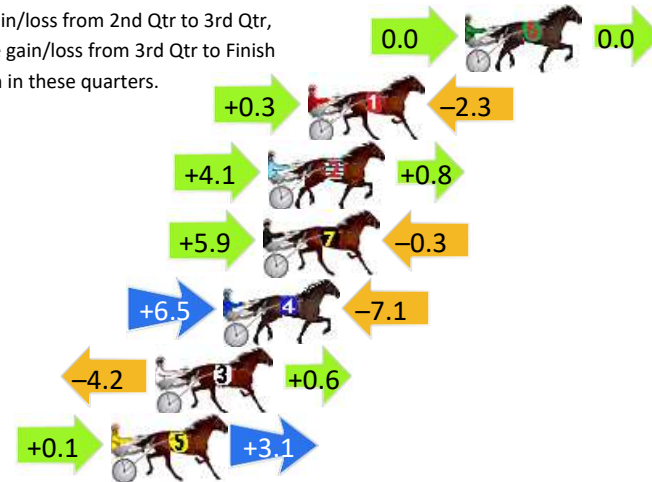 in/loss from 2nd Qtr to 3rd Qtr,
gain/loss from 3rd Qtr to Finish
in these quarters.
0.0 6 0.0
+0.3 1 –2.3
+4.1 2 +0.8
+5.9 7 –0.3
+6.5 4 –7.1
–4.2 3 +0.6
+0.1 5 +3.1